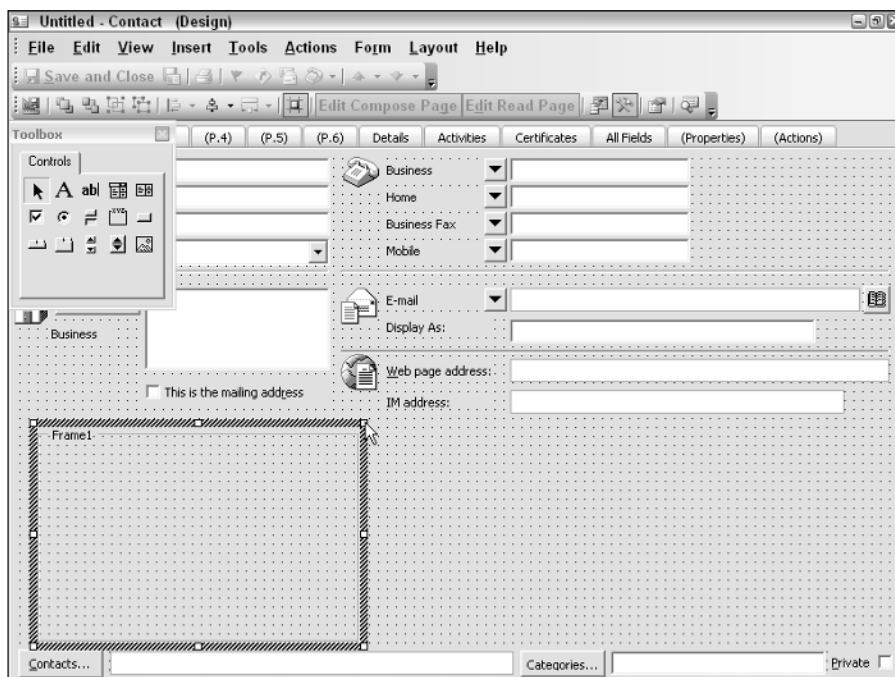 Untitled - Contact (Design)
File Edit View Insert Tools Actions Form Layout Help
Save and Close
Edit Compose Page Edit Read Page
Toolbox
(P.4) (P.5) (P.6) Details Activities Certificates All Fields (Properties) (Actions)
Controls
A ab| XYZ
Business
Home
Business Fax
Mobile
E-mail
Display As:
Business
Web page address:
This is the mailing address
IM address:
Frame1
Contacts... Categories... Private